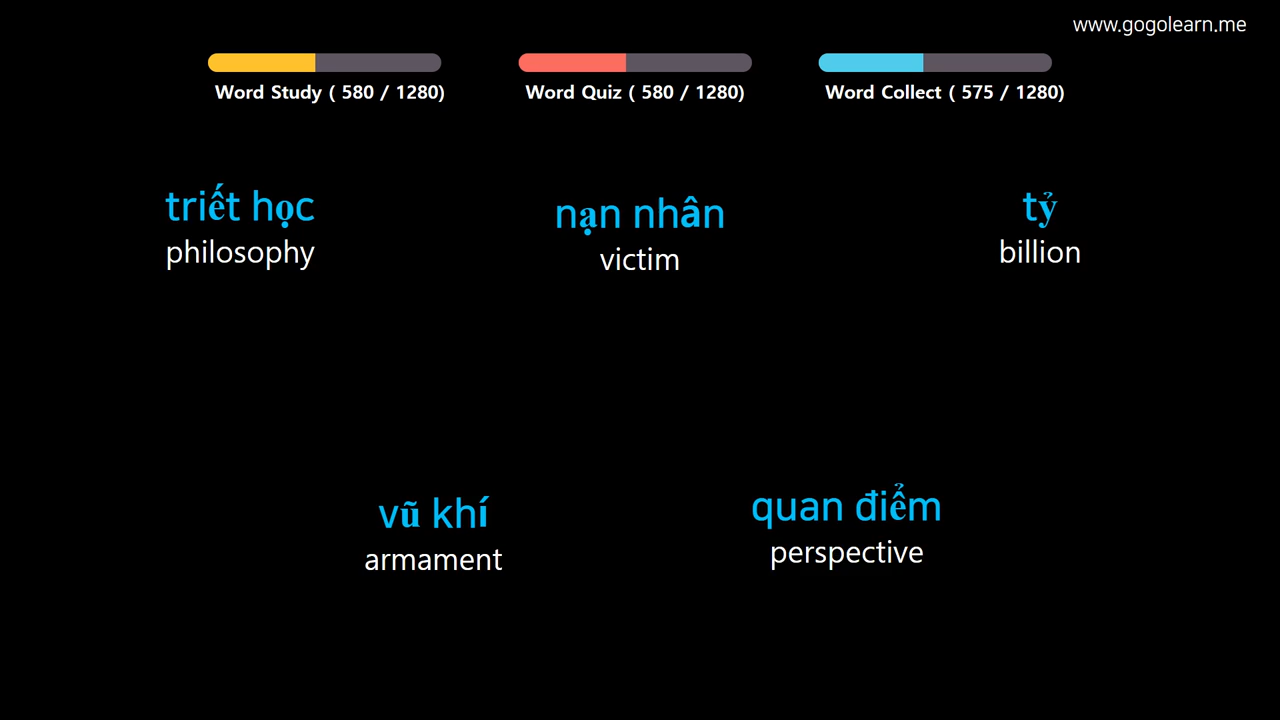 www.gogolearn.me
Word Study ( 580 / 1280)
Word Quiz ( 580 / 1280)
Word Collect ( 575 / 1280)
triết học
philosophy
nạn nhân
victim
tỷ
billion
vũ khí
armament
quan điểm
perspective